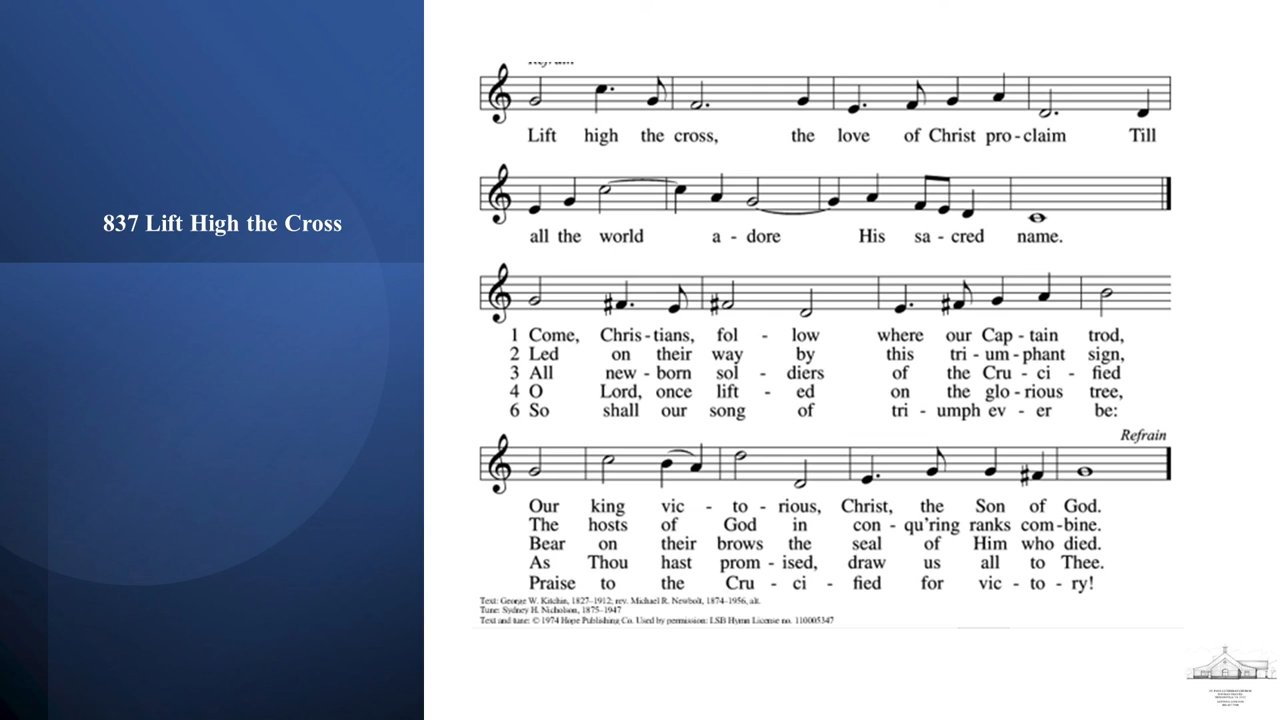 837 Lift High the Cross
Refrain
Lift high the cross, the love of Christ pro - claim Till
all the world a - dore His sa - cred name.
1 Come, Chris - tians, fol - low where our Cap - tain trod,
2 Led on their way by this tri - um - phant sign,
3 All new - born sol - diers of the Cru - ci - fied
4 O Lord, once lift - ed on the glo - rious tree,
6 So shall our song of tri - umph ev - er be:
Refrain
Our king vic - to - rious, Christ, the Son of God.
The hosts of God in con - qu'ring ranks com - bine.
Bear on their brows the seal of Him who died.
As Thou hast prom - ised, draw us all to Thee.
Praise to the Cru - ci - fied for vic - to - ry!
Text: George W. Kitchin, 1827–1912; rev. Michael R. Newbolt, 1874–1956, alt.
Tune: Sydney H. Nicholson, 1875–1947
Text and tune: © 1974 Hope Publishing Co. Used by permission: LSB Hymn License no. 110005347